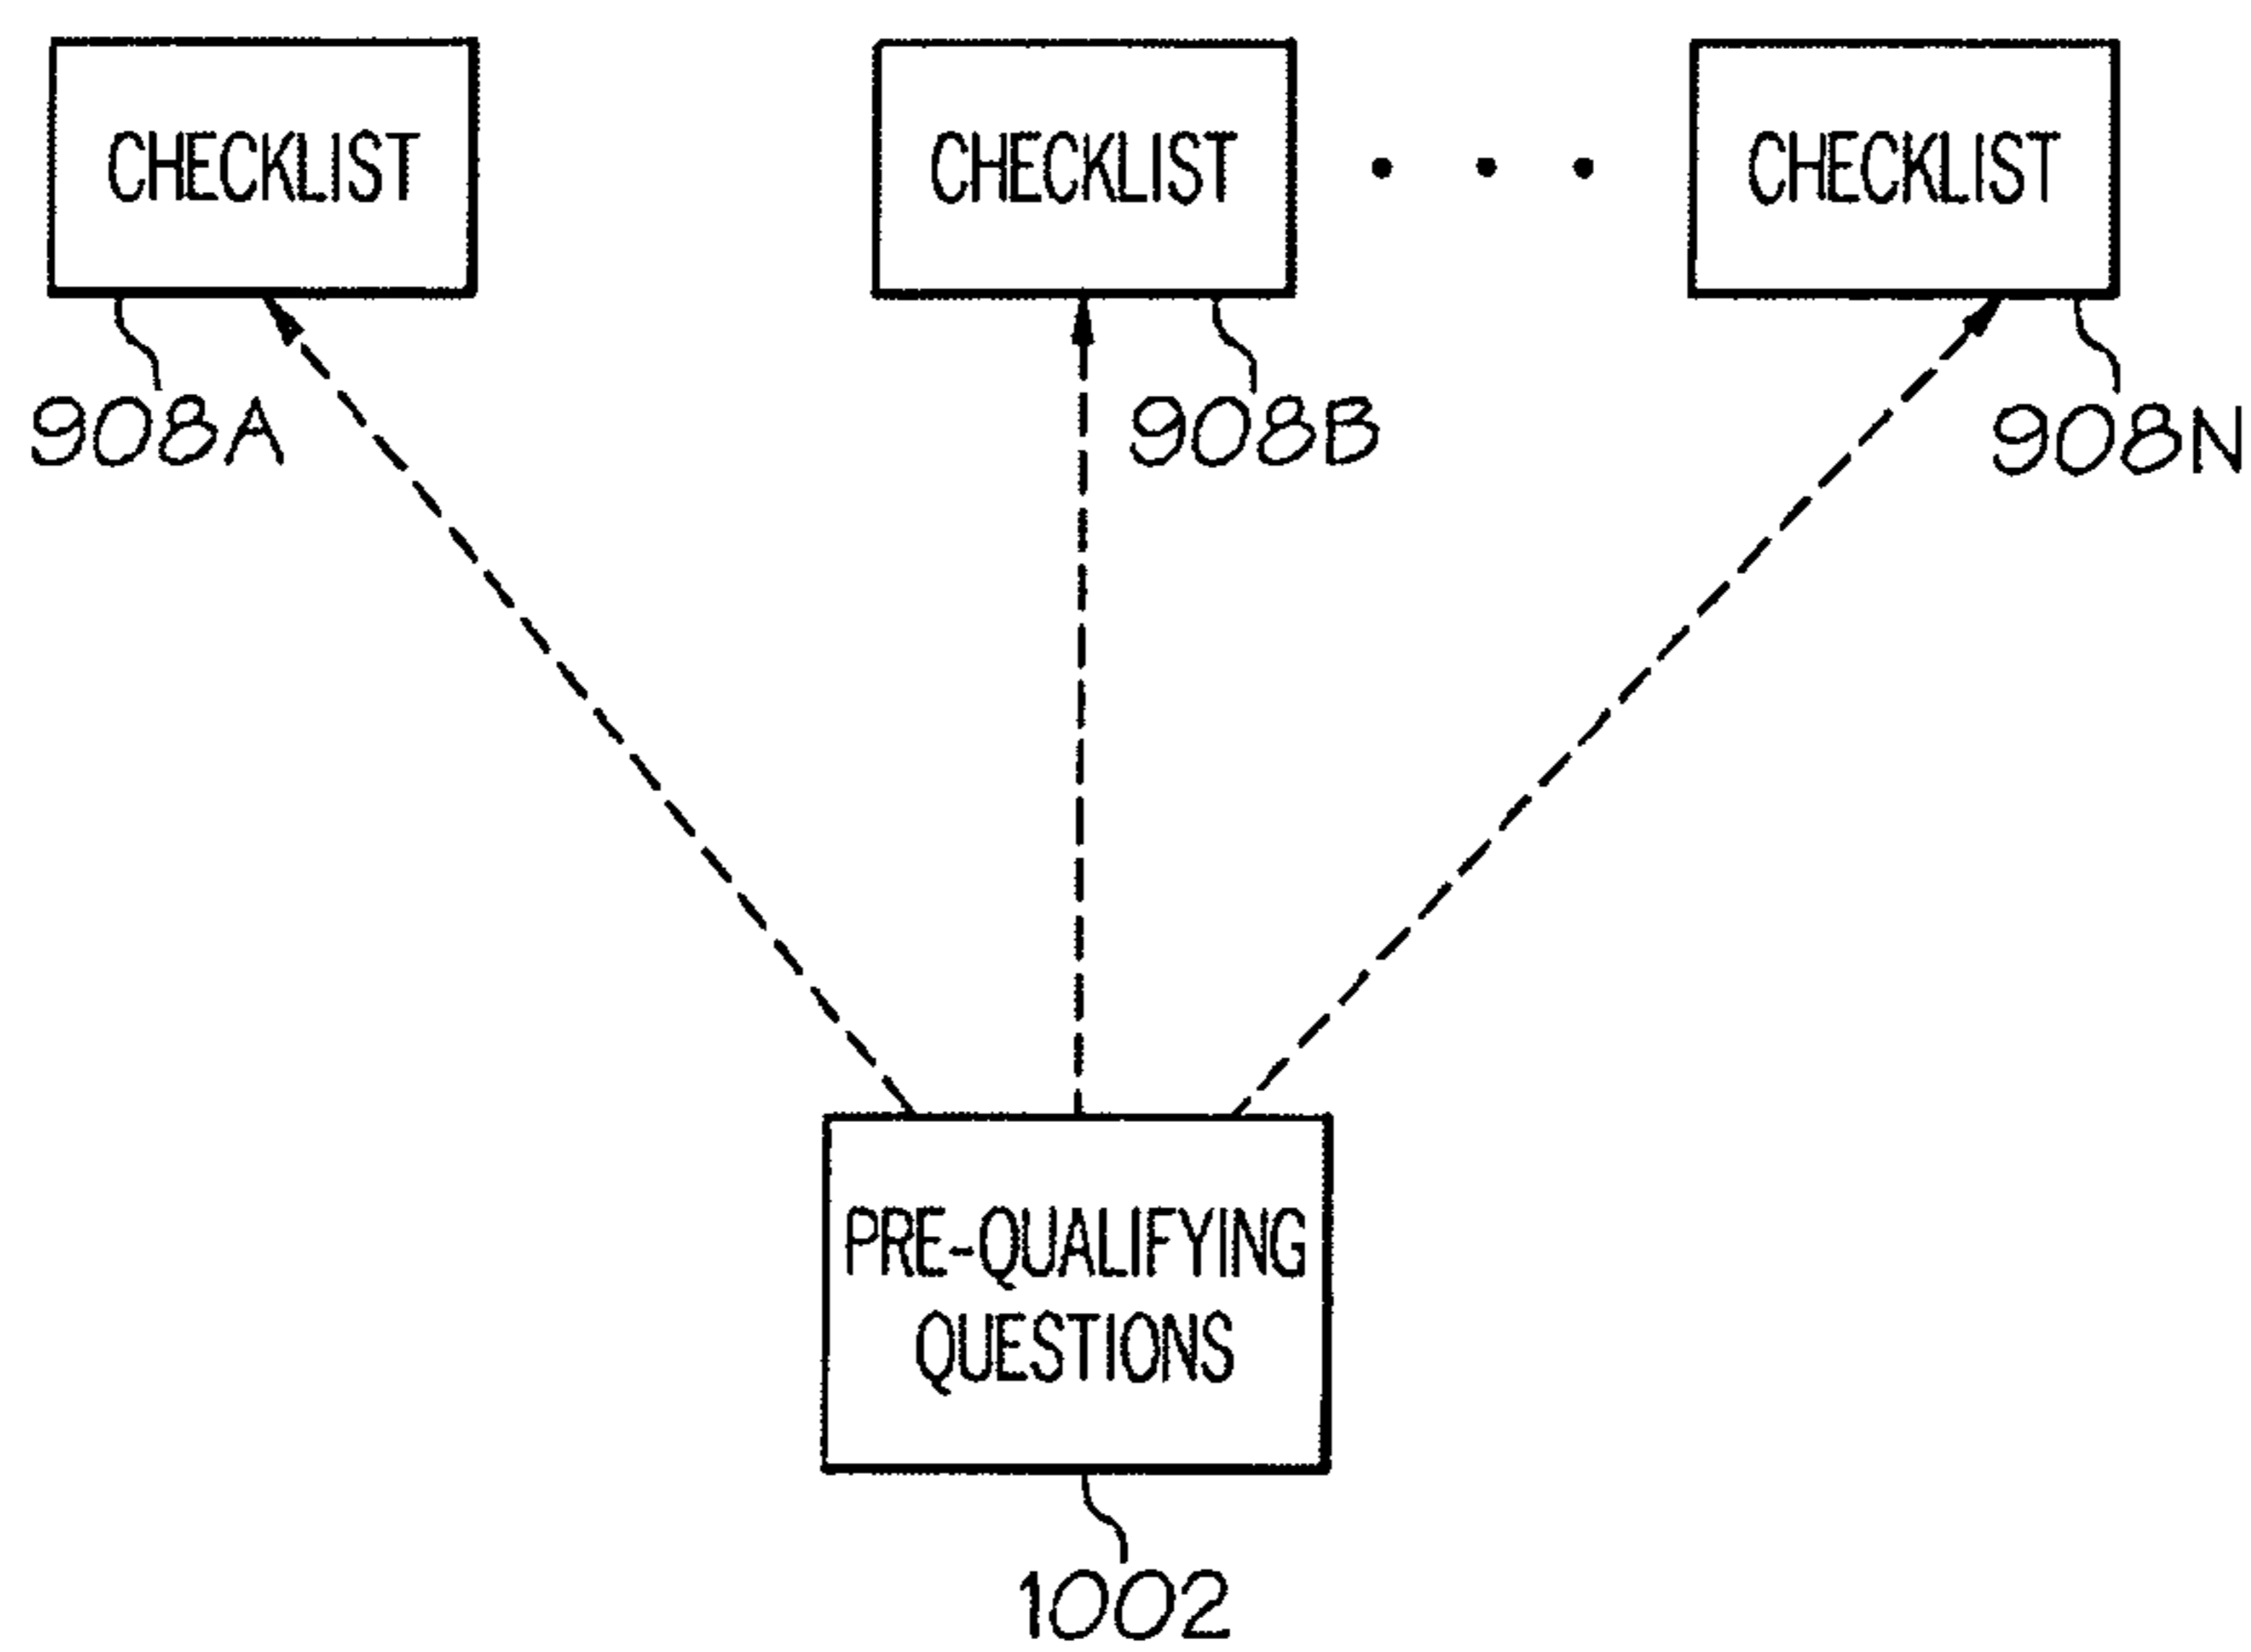 CHECKLIST
CHECKLIST
CHECKLIST
908A
908B
908N
PRE-QUALIFYING
QUESTIONS
1002